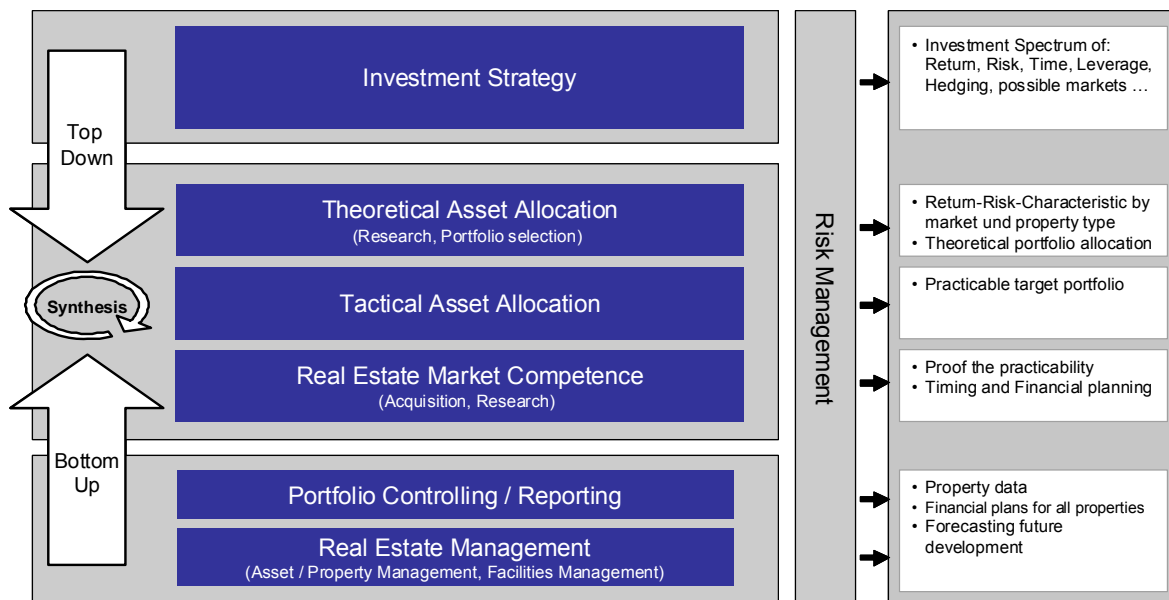 Top
Down
Synthesis
Bottom
Up
Investment Strategy
Theoretical Asset Allocation
(Research, Portfolio selection)
Tactical Asset Allocation
Real Estate Market Competence
(Acquisition, Research)
Portfolio Controlling / Reporting
Real Estate Management
(Asset / Property Management, Facilities Management)
Risk Management
• Investment Spectrum of:
Return, Risk, Time, Leverage,
Hedging, possible markets …
• Return-Risk-Characteristic by
market und property type
• Theoretical portfolio allocation
• Practicable target portfolio
• Proof the practicability
• Timing and Financial planning
• Property data
• Financial plans for all properties
• Forecasting future
development